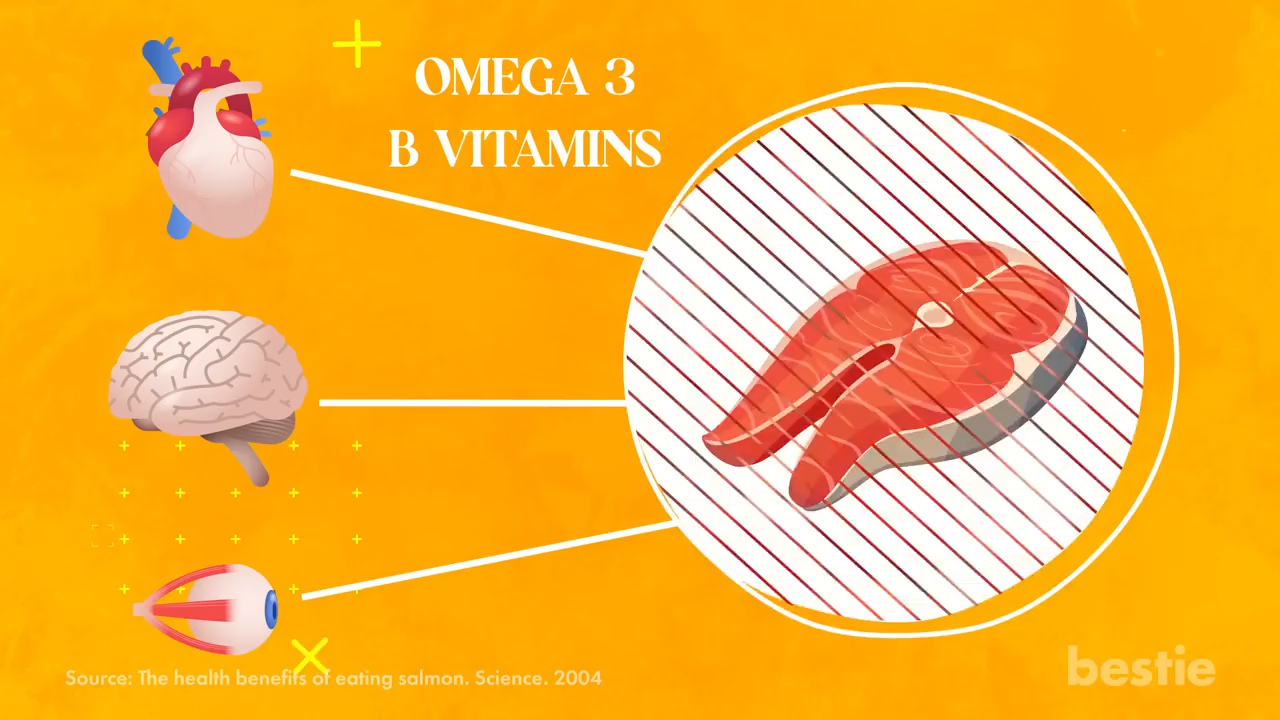 OMEGA 3
B VITAMINS
Source: The health benefits of eating salmon. Science. 2004
bestie